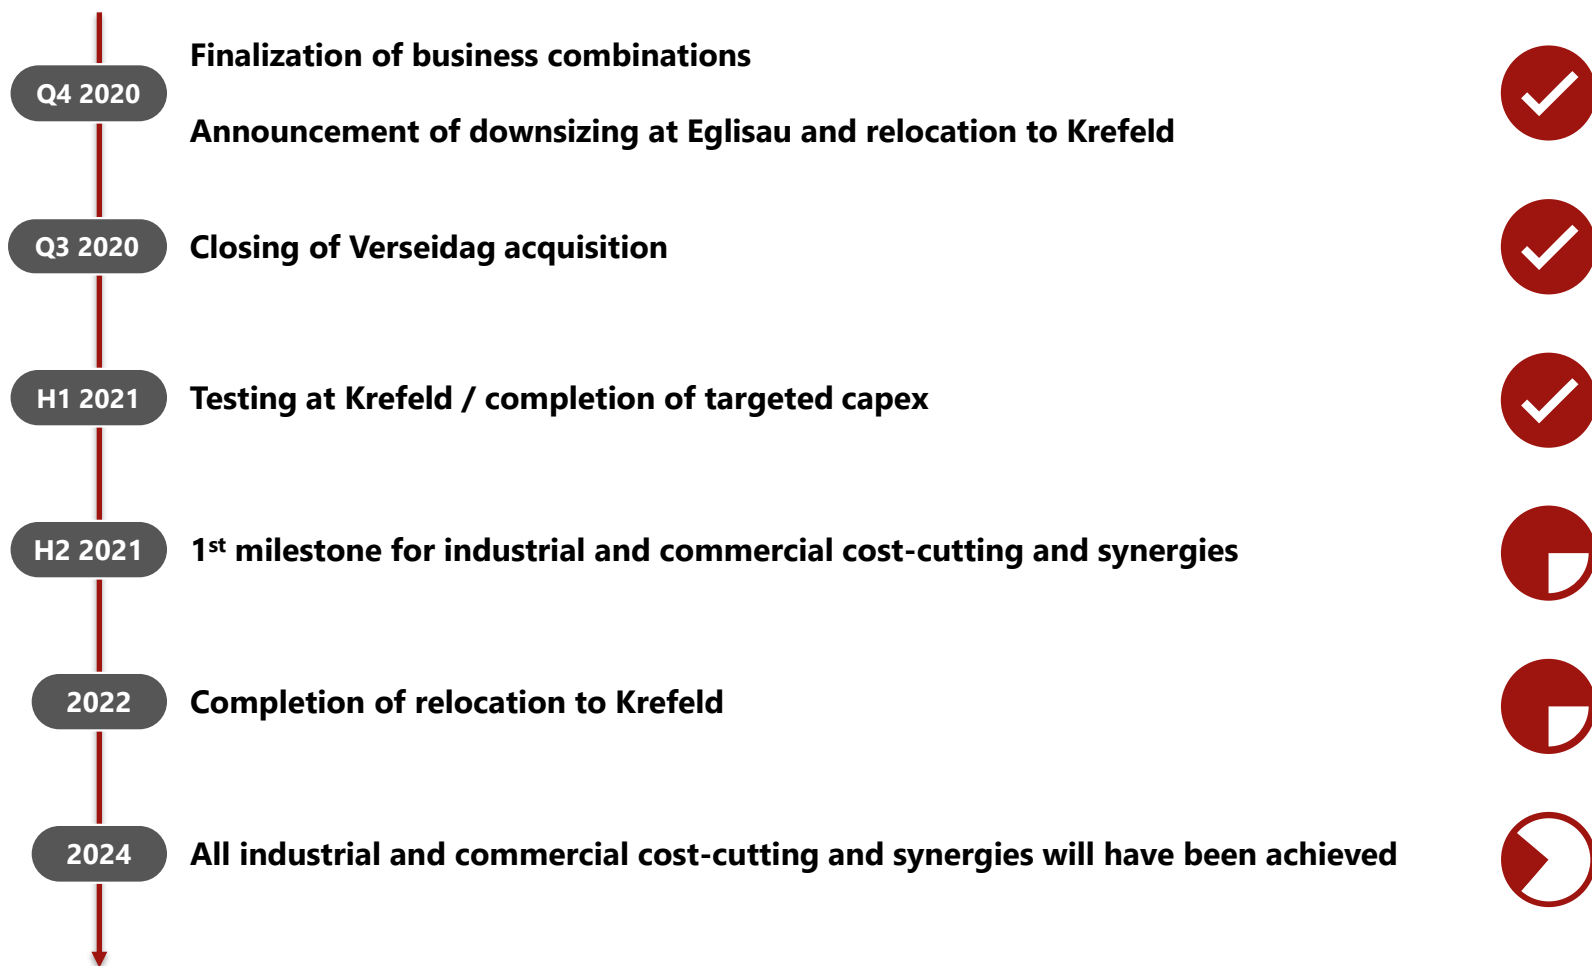 Finalization of business combinations
Q4 2020
Announcement of downsizing at Eglisau and relocation to Krefeld
Q3 2020 Closing of Verseidag acquisition
H1 2021 Testing at Krefeld / completion of targeted capex
H2 2021 1st milestone for industrial and commercial cost-cutting and synergies
2022 Completion of relocation to Krefeld
2024 All industrial and commercial cost-cutting and synergies will have been achieved